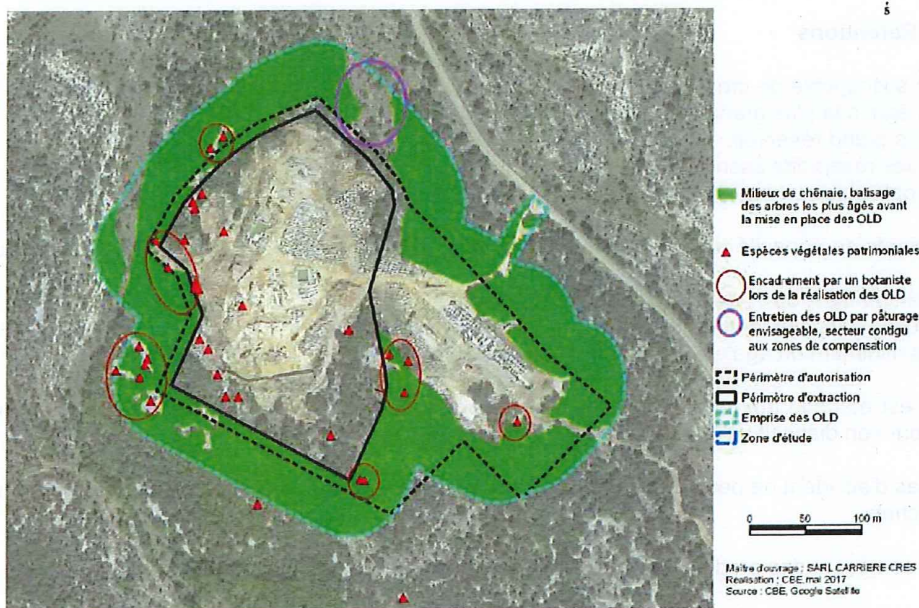 Milieux de chênaie, balisage
des arbres les plus âgés avant
la mise en place des OLD
Espèces végétales patrimoniales
Encadrement par un botaniste
lors de la réalisation des OLD
Entretien des OLD par pâturage
envisageable, secteur contigu
aux zones de compensation
Périmètre d'autorisation
Périmètre d'extraction
Emprise des OLD
Zone d'étude
0 50 100 m
Maître d'ouvrage : SARL CARRIERE CRES
Réalisation : CBE, mai 2017
Source : CBE, Google Satellite